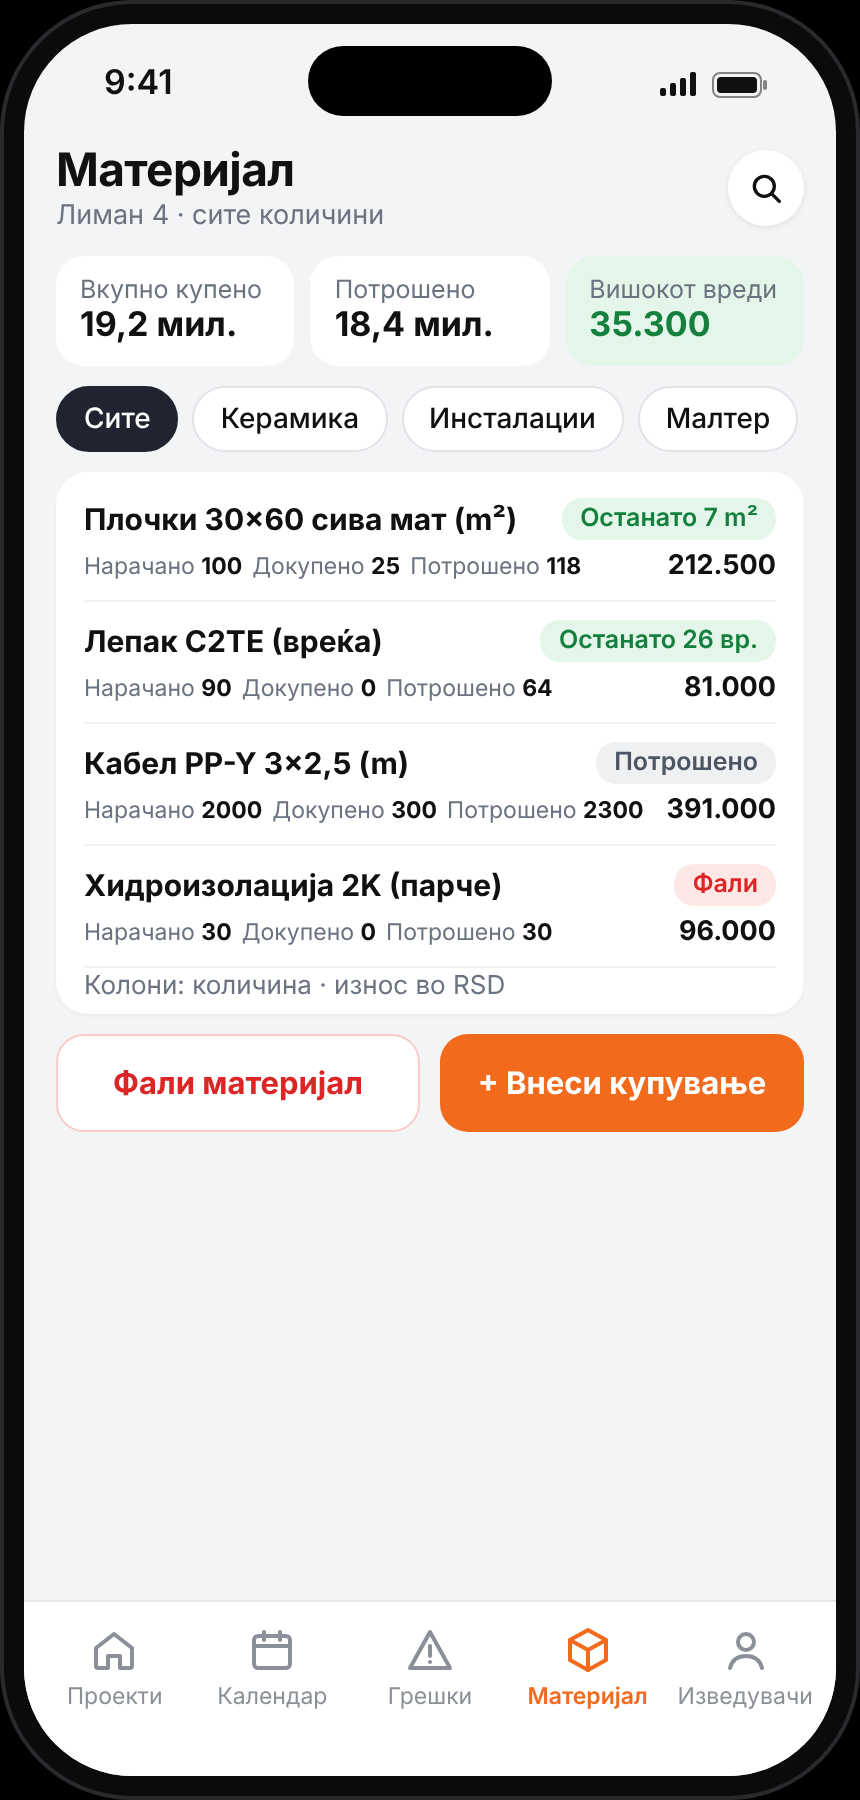 9:41
Материјал
Лиман 4 · сите количини
Вкупно купено
19,2 мил.
Потрошено
18,4 мил.
Вишокот вреди
35.300
Сите
Керамика
Инсталации
Малтер
Плочки 30×60 сива мат (m²)
Останато 7 m²
Нарачано 100 Докупено 25 Потрошено 118
212.500
Лепак C2TE (вреќа)
Останато 26 вр.
Нарачано 90 Докупено 0 Потрошено 64
81.000
Кабел PP-Y 3×2,5 (m)
Потрошено
Нарачано 2000 Докупено 300 Потрошено 2300
391.000
Хидроизолација 2K (парче)
Фали
Нарачано 30 Докупено 0 Потрошено 30
96.000
Колони: количина · износ во RSD
Фали материјал
+ Внеси купување
Проекти
Календар
Грешки
Материјал
Изведувачи